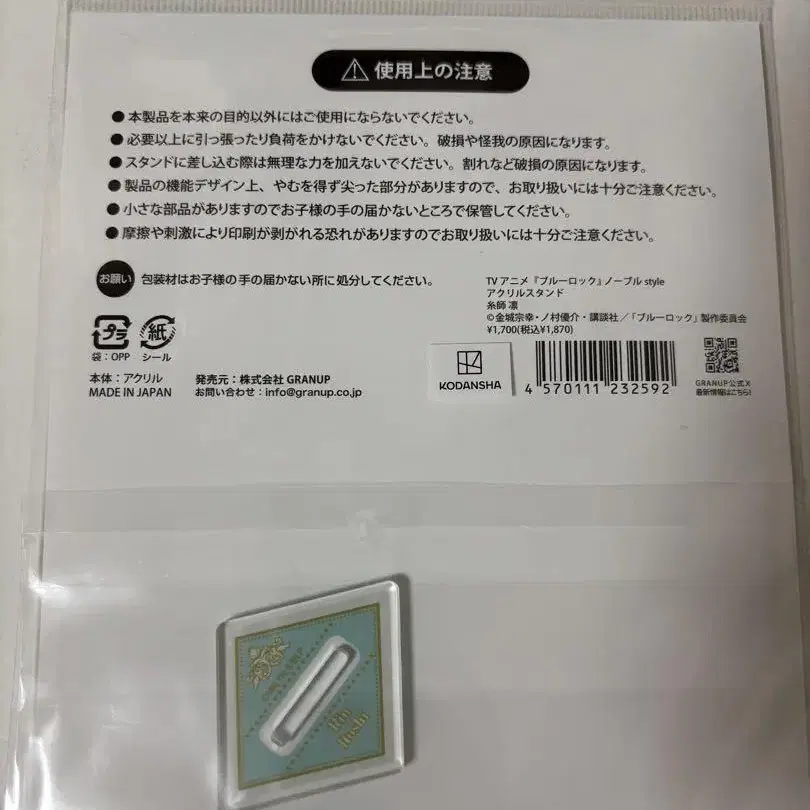 ⚠ 使用上の注意
●本製品を本来の目的以外にはご使用にならないでください。
●必要以上に引っ張ったり負荷をかけないでください。破損や怪我の原因になります。
●スタンドに差し込む際は無理な力を加えないでください。割れなど破損の原因になります。
●製品の機能デザイン上、やむを得ず尖った部分がありますので、お取り扱いには十分ご注意ください。
●小さな部品がありますのでお子様の手の届かないところで保管してください。
●摩擦や刺激により印刷が剥がれる恐れがありますのでお取り扱いには十分ご注意ください。
お願い 包装材はお子様の手の届かない所に処分してください。
TV アニメ『ブルーロック』ノーブル style
アクリルスタンド
糸師 凛
©金城宗幸・ノ村優介・講談社／「ブルーロック」製作委員会
¥1,700(税込¥1,870)
プラ 紙
袋：OPP シール
本体：アクリル
MADE IN JAPAN
発売元：株式会社 GRANUP
お問い合わせ：info@granup.co.jp
KODANSHA
4 570111 232592
GRANUP公式X
最新情報はこちら!
Rin
Itoshi